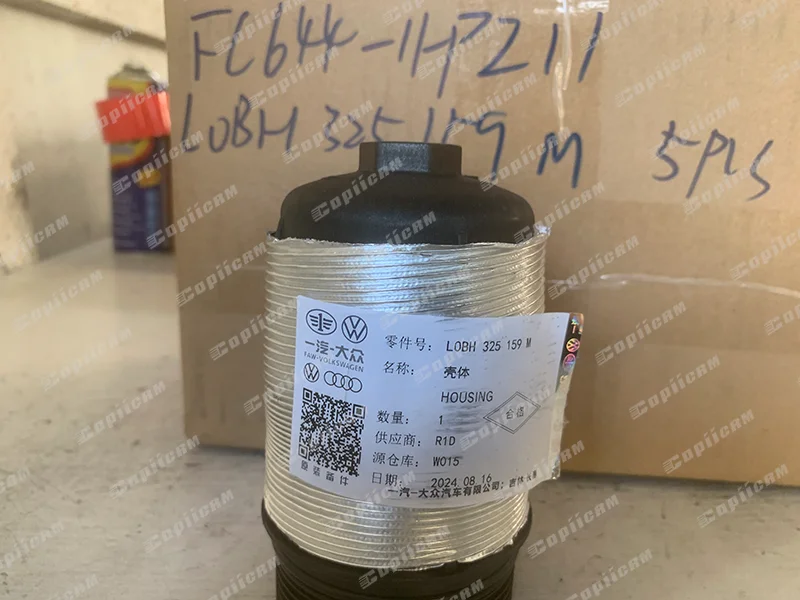 FC644-1HPZ11
L0BH 325 159 M 5PCS
一汽-大众
FAW-VOLKSWAGEN
零件号: L0BH 325 159 M
名称: 壳体
HOUSING
数量: 1
合格
供应商: R1D
源仓库: W015
日期: 2024.08.16
原装备件
一汽-大众汽车有限公司:
COPIICAM